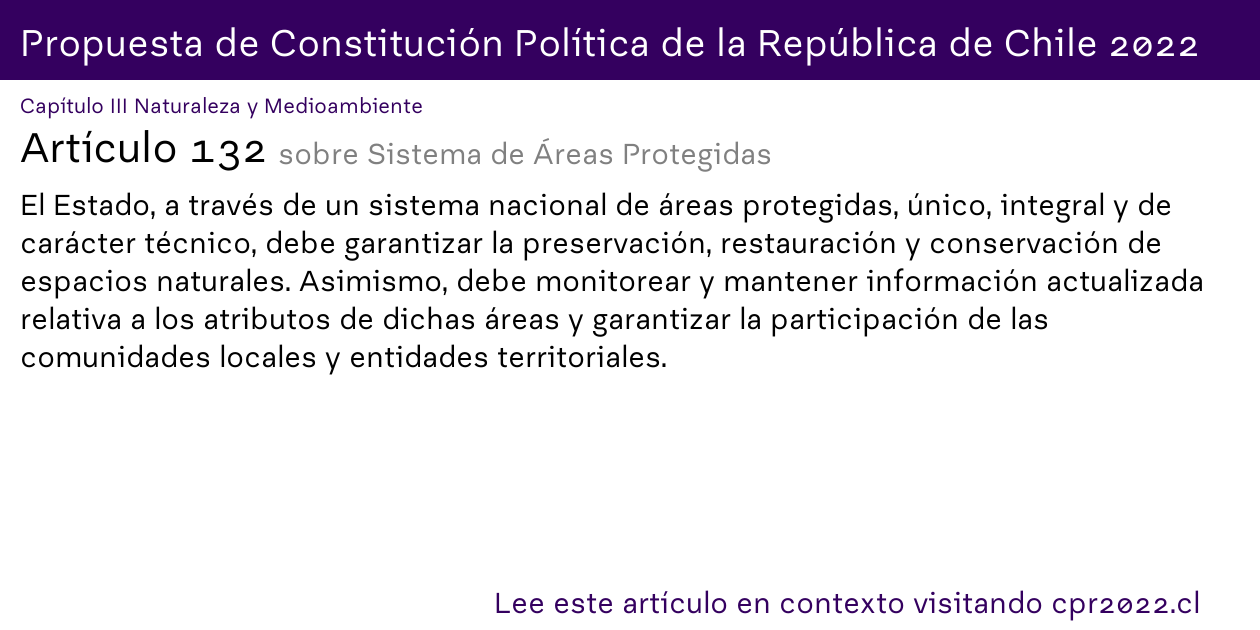 Propuesta de Constitución Política de la República de Chile 2022
Capítulo III Naturaleza y Medioambiente
Artículo 132 sobre Sistema de Áreas Protegidas
El Estado, a través de un sistema nacional de áreas protegidas, único, integral y de
carácter técnico, debe garantizar la preservación, restauración y conservación de
espacios naturales. Asimismo, debe monitorear y mantener información actualizada
relativa a los atributos de dichas áreas y garantizar la participación de las
comunidades locales y entidades territoriales.
Lee este artículo en contexto visitando cpr2022.cl